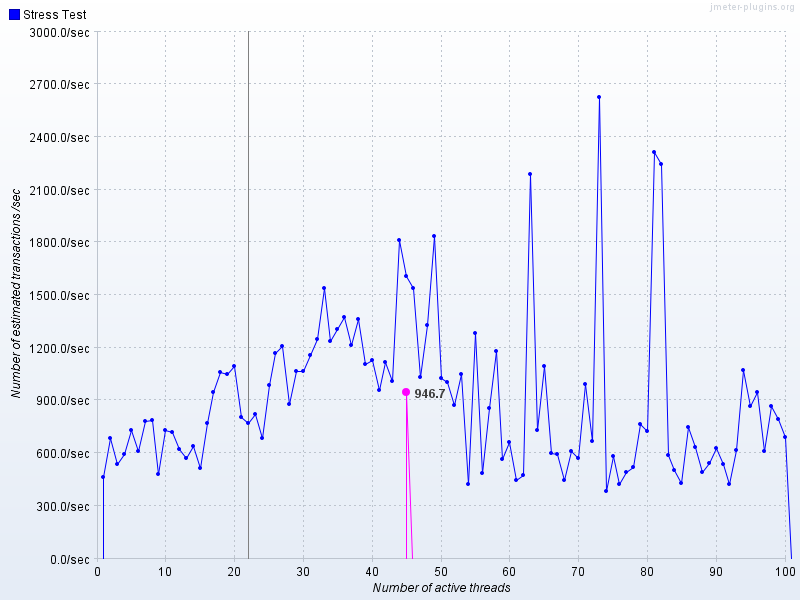 jmeter-plugins.org
Stress Test
3000.0/sec
2700.0/sec
2400.0/sec
2100.0/sec
1800.0/sec
1500.0/sec
1200.0/sec
900.0/sec
600.0/sec
300.0/sec
0.0/sec
Number of estimated transactions /sec
946.7
0 10 20 30 40 50 60 70 80 90 100
Number of active threads